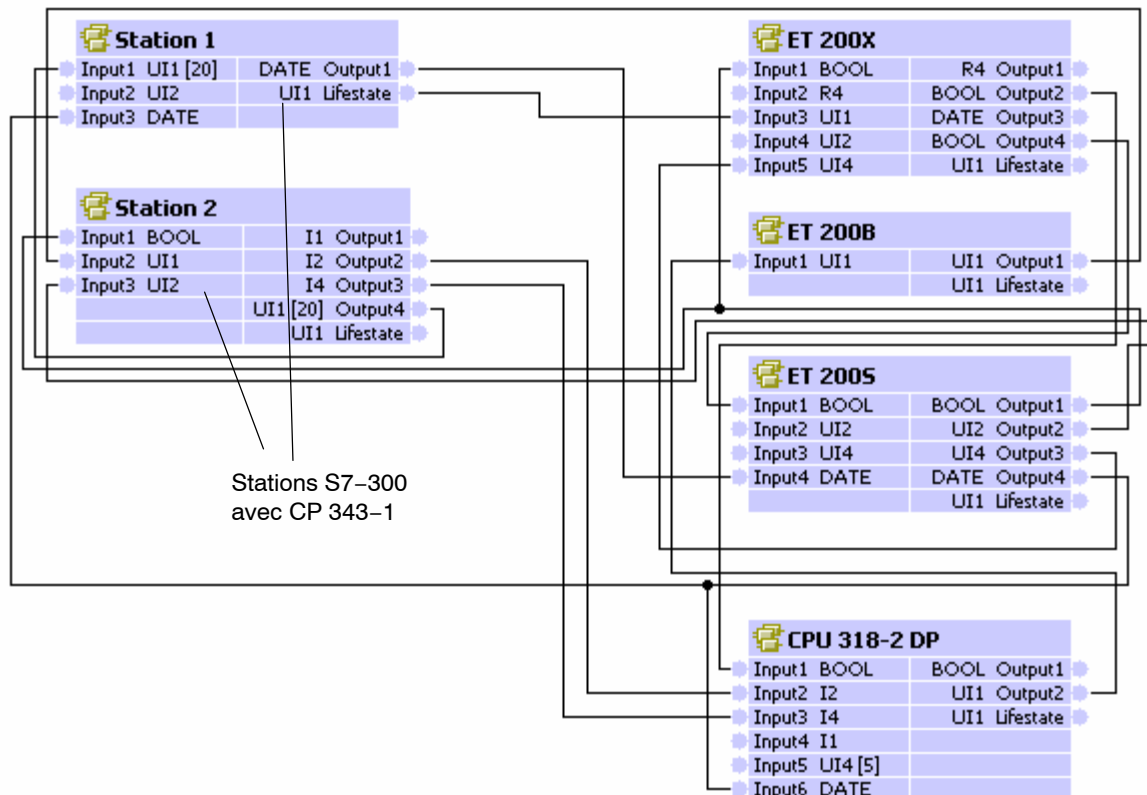 Station 1
Input1 UI1 [20] DATE Output1
Input2 UI2 UI1 Lifestate
Input3 DATE
Station 2
Input1 BOOL I1 Output1
Input2 UI1 I2 Output2
Input3 UI2 I4 Output3
UI1 [20] Output4
UI1 Lifestate
Stations S7–300
avec CP 343–1
ET 200X
Input1 BOOL R4 Output1
Input2 R4 BOOL Output2
Input3 UI1 DATE Output3
Input4 UI2 BOOL Output4
Input5 UI4 UI1 Lifestate
ET 200B
Input1 UI1 UI1 Output1
UI1 Lifestate
ET 200S
Input1 BOOL BOOL Output1
Input2 UI2 UI2 Output2
Input3 UI4 UI4 Output3
Input4 DATE DATE Output4
UI1 Lifestate
CPU 318-2 DP
Input1 BOOL BOOL Output1
Input2 I2 UI1 Output2
Input3 I4 UI1 Lifestate
Input4 I1
Input5 UI4 [5]
Input6 DATE